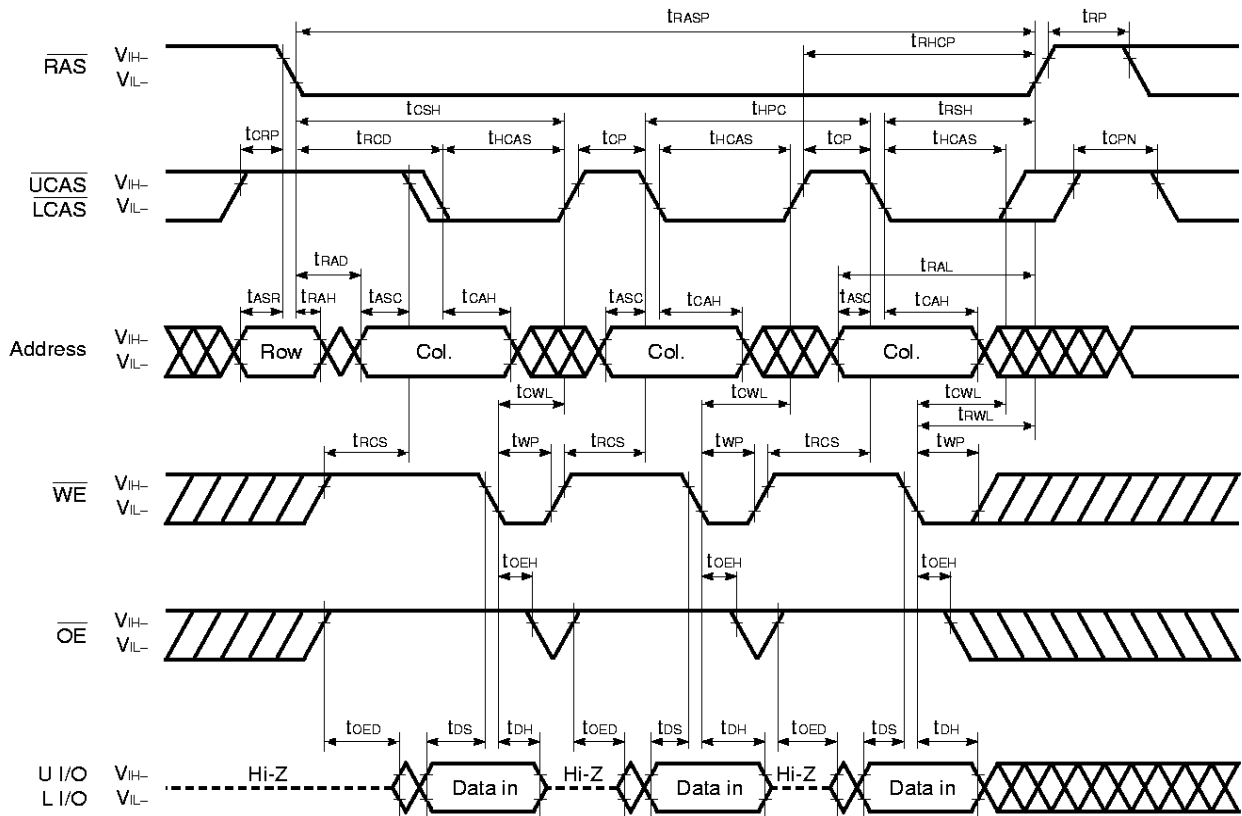 tRASP tRP
tRHCP
RAS VIH–
VIL–
tCSH tHPC tRSH
tCRP tRCD tHCAS tCP tHCAS tCP tHCAS tCPN
UCAS VIH–
LCAS VIL–
tRAD tRAL
tASR tRAH tASC tCAH tASC tCAH tASC tCAH
Address VIH–
VIL–
Row Col. Col. Col.
tCWL tCWL tCWL
tRWL
tRCS tWP tRCS tWP tRCS tWP
WE VIH–
VIL–
tOEH tOEH tOEH
OE VIH–
VIL–
tOED tDS tDH tOED tDS tDH tOED tDS tDH
U I/O VIH–
L I/O VIL–
Hi-Z Data in Hi-Z Data in Hi-Z Data in